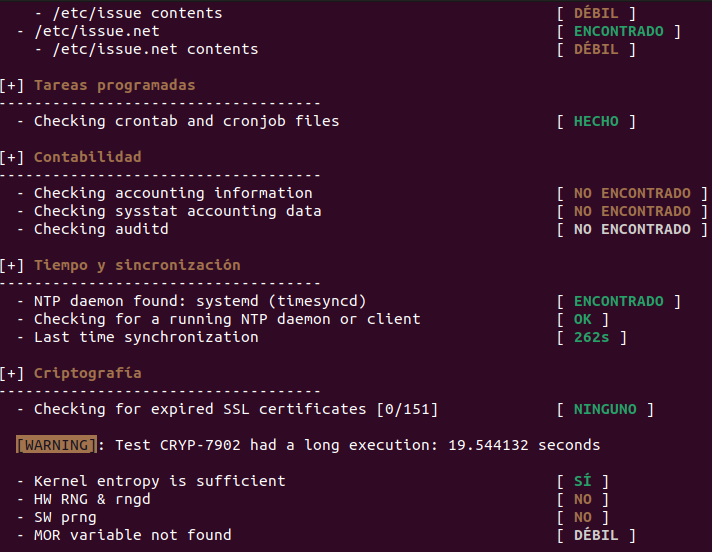 - /etc/issue contents [ DÉBIL ]
- /etc/issue.net [ ENCONTRADO ]
- /etc/issue.net contents [ DÉBIL ]
[+] Tareas programadas
------------------------------------
- Checking crontab and cronjob files [ HECHO ]
[+] Contabilidad
------------------------------------
- Checking accounting information [ NO ENCONTRADO ]
- Checking sysstat accounting data [ NO ENCONTRADO ]
- Checking auditd [ NO ENCONTRADO ]
[+] Tiempo y sincronización
------------------------------------
- NTP daemon found: systemd (timesyncd) [ ENCONTRADO ]
- Checking for a running NTP daemon or client [ OK ]
- Last time synchronization [ 262s ]
[+] Criptografía
------------------------------------
- Checking for expired SSL certificates [0/151] [ NINGUNO ]
[WARNING]: Test CRYP-7902 had a long execution: 19.544132 seconds
- Kernel entropy is sufficient [ SÍ ]
- HW RNG & rngd [ NO ]
- SW prng [ NO ]
- MOR variable not found [ DÉBIL ]